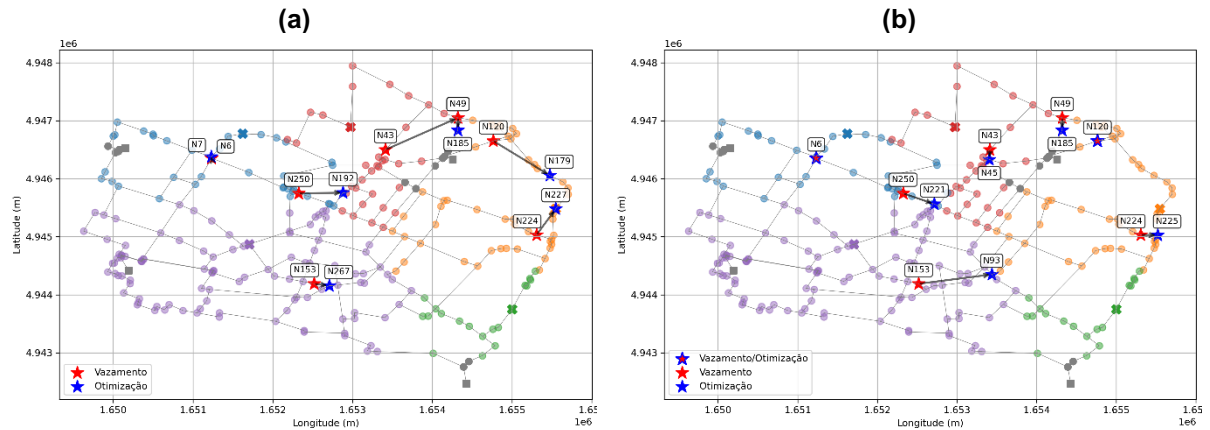 (a)
1e6
4.948
4.947
4.946
4.945
4.944
4.943
Latitude (m)
N49
N43
N120
N7
N6
N185
N179
N250
N192
N227
N224
N153
N267
Vazamento
Otimização
1.650
1.651
1.652
1.653
1.654
1.655
1.65
Longitude (m)
1e6
(b)
1e6
4.948
4.947
4.946
4.945
4.944
4.943
Latitude (m)
N49
N43
N120
N6
N185
N45
N250
N221
N224
N225
N93
N153
Vazamento/Otimização
Vazamento
Otimização
1.650
1.651
1.652
1.653
1.654
1.655
1.65
Longitude (m)
1e6